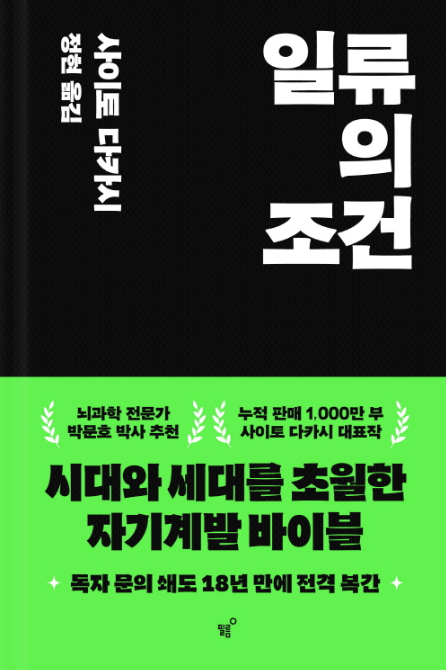 일류
의
조건
사이토 다카시
정현 옮김
뇌과학 전문가
박문호 박사 추천
누적 판매 1,000만 부
사이토 다카시 대표작
시대와 세대를 초월한
자기계발 바이블
독자 문의 쇄도 18년 만에 전격 복간
필름